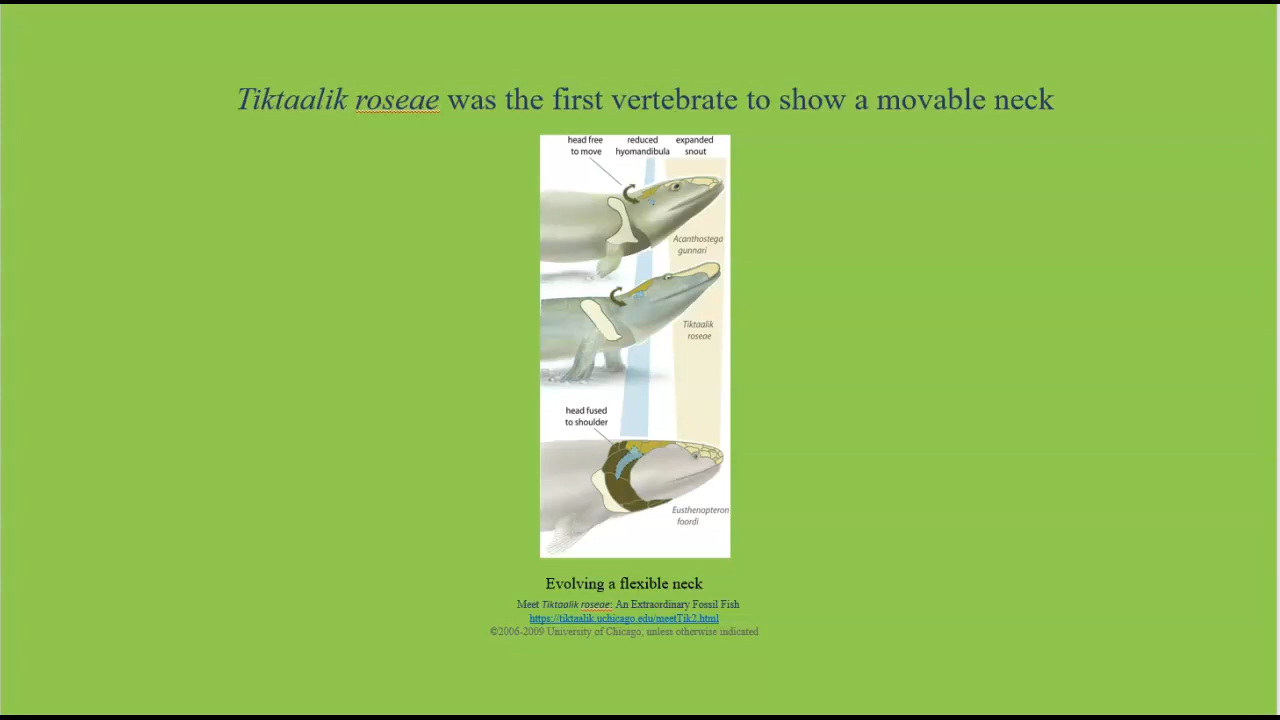 Tiktaalik roseae was the first vertebrate to show a movable neck
head free to move
reduced hyomandibula
expanded snout
Acanthostega gunnari
Tiktaalik roseae
head fused to shoulder
Eusthenopteron foordi
Evolving a flexible neck
Meet Tiktaalik roseae: An Extraordinary Fossil Fish
https://tiktaalik.uchicago.edu/meetTik2.html
©2006-2009 University of Chicago, unless otherwise indicated